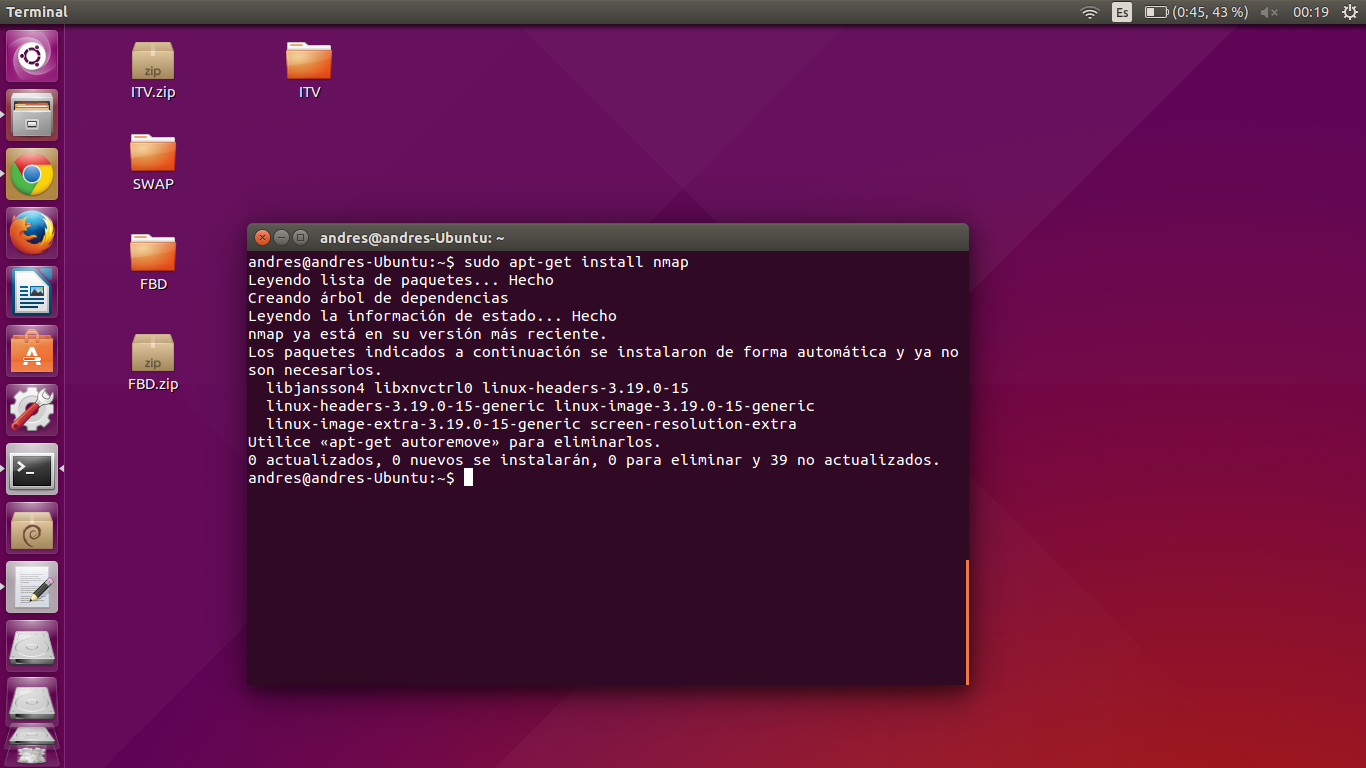 Terminal
Es
(0:45, 43 %)
00:19
zip
ITV.zip
ITV
SWAP
FBD
zip
FBD.zip
andres@andres-Ubuntu: ~
andres@andres-Ubuntu:~$ sudo apt-get install nmap
Leyendo lista de paquetes... Hecho
Creando árbol de dependencias
Leyendo la información de estado... Hecho
nmap ya está en su versión más reciente.
Los paquetes indicados a continuación se instalaron de forma automática y ya no
son necesarios.
libjansson4 libxnvctrl0 linux-headers-3.19.0-15
linux-headers-3.19.0-15-generic linux-image-3.19.0-15-generic
linux-image-extra-3.19.0-15-generic screen-resolution-extra
Utilice «apt-get autoremove» para eliminarlos.
0 actualizados, 0 nuevos se instalarán, 0 para eliminar y 39 no actualizados.
andres@andres-Ubuntu:~$